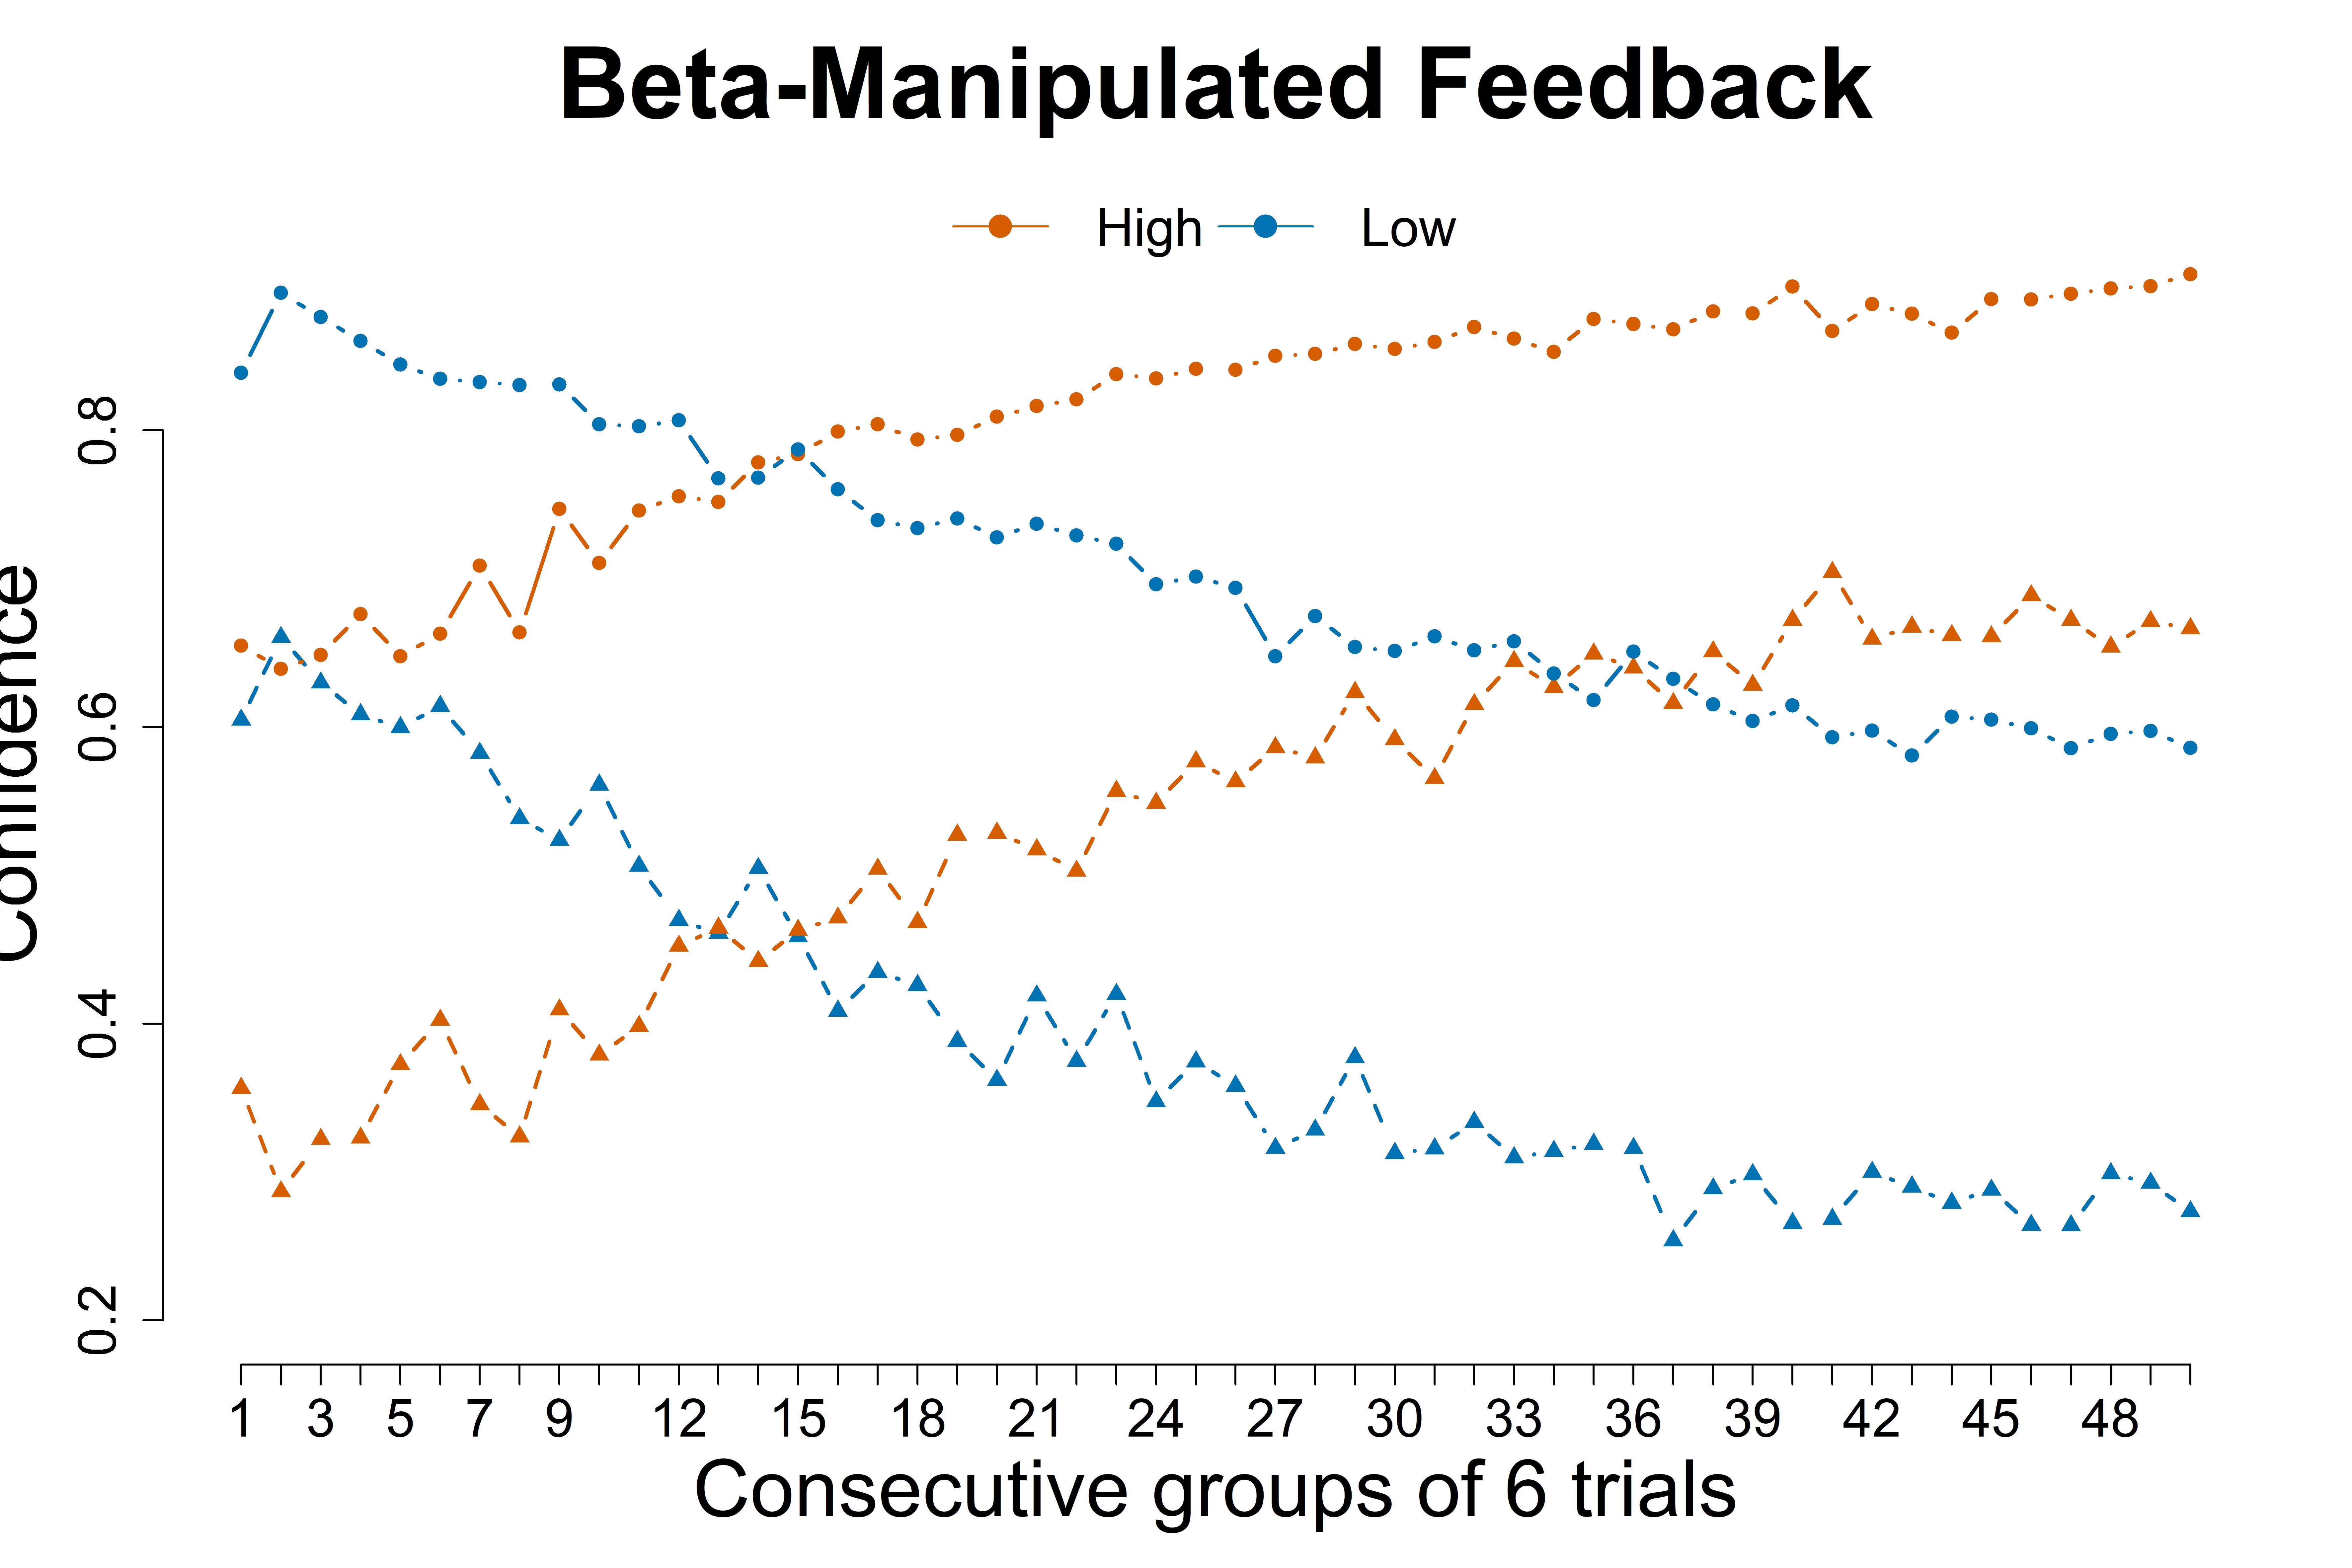 Beta-Manipulated Feedback
High Low
Confidence
0.8
0.6
0.4
0.2
1 3 5 7 9 12 15 18 21 24 27 30 33 36 39 42 45 48
Consecutive groups of 6 trials